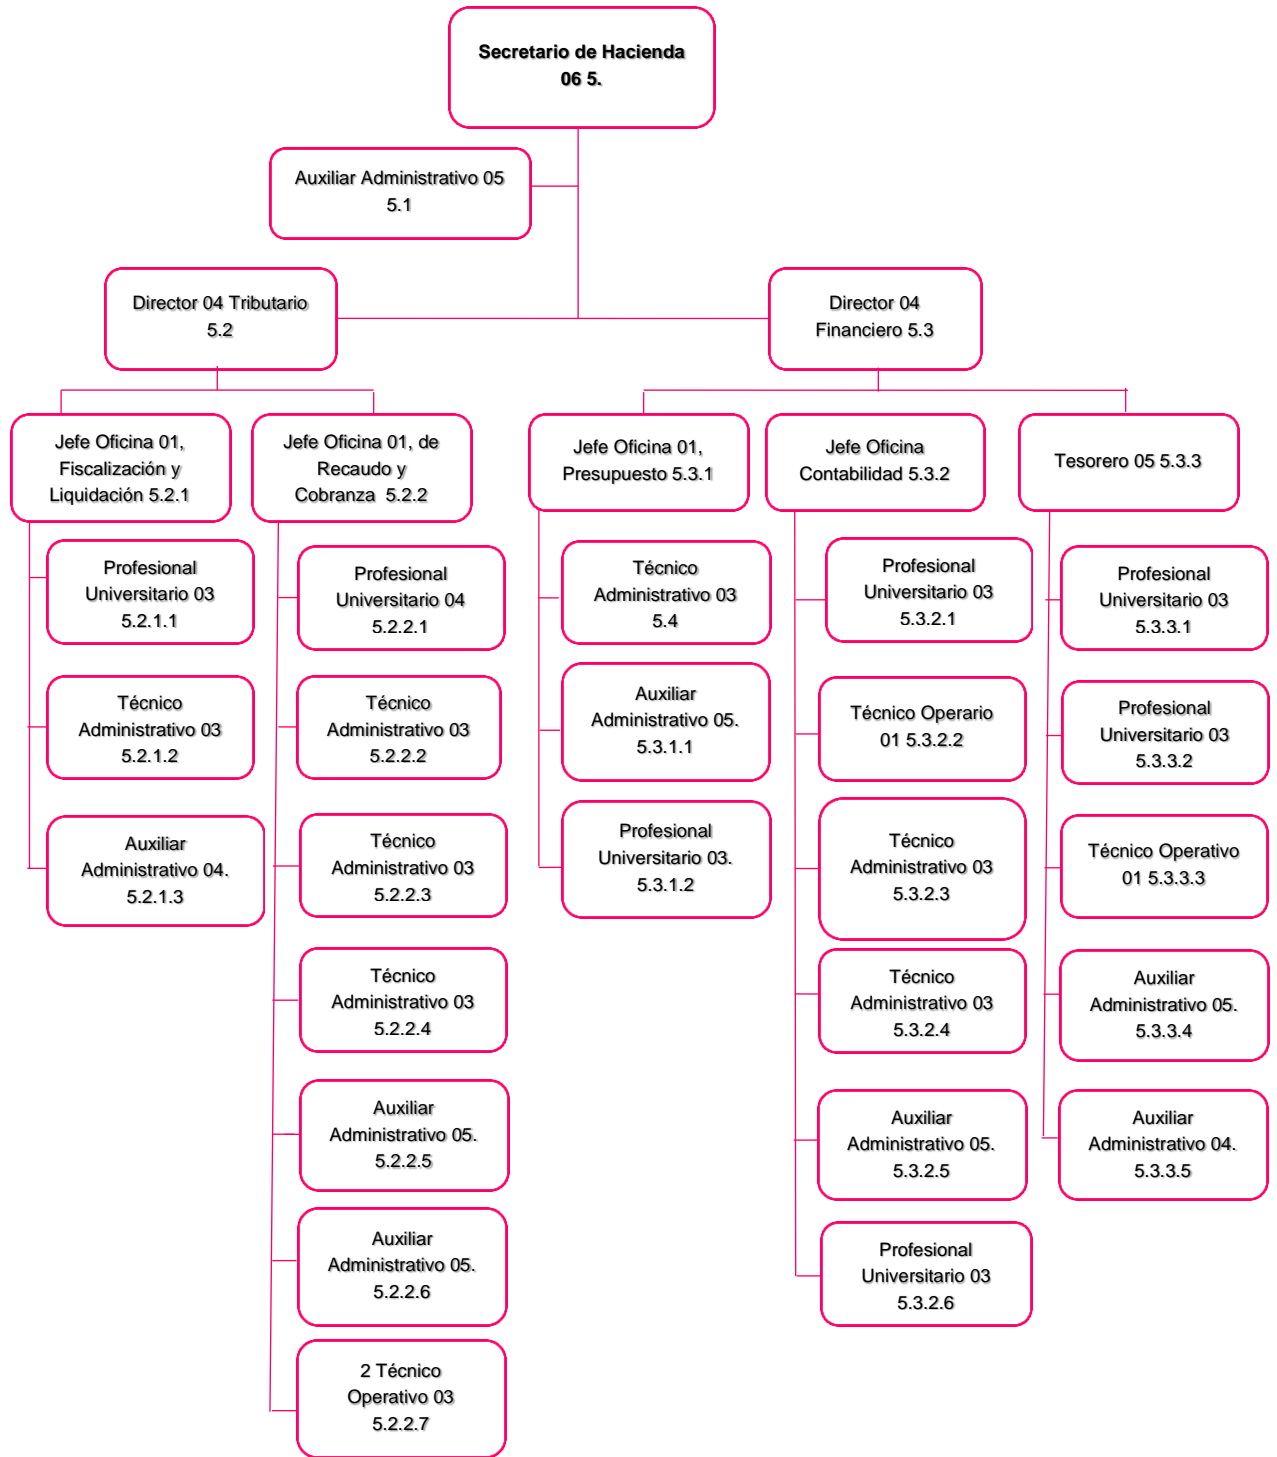 Secretario de Hacienda
06 5.
Auxiliar Administrativo 05
5.1
Director 04 Tributario
5.2
Director 04
Financiero 5.3
Jefe Oficina 01,
Fiscalización y
Liquidación 5.2.1
Jefe Oficina 01, de
Recaudo y
Cobranza 5.2.2
Jefe Oficina 01,
Presupuesto 5.3.1
Jefe Oficina
Contabilidad 5.3.2
Tesorero 05 5.3.3
Profesional
Universitario 03
5.2.1.1
Técnico
Administrativo 03
5.2.1.2
Auxiliar
Administrativo 04.
5.2.1.3
Profesional
Universitario 04
5.2.2.1
Técnico
Administrativo 03
5.2.2.2
Técnico
Administrativo 03
5.2.2.3
Técnico
Administrativo 03
5.2.2.4
Auxiliar
Administrativo 05.
5.2.2.5
Auxiliar
Administrativo 05.
5.2.2.6
2 Técnico
Operativo 03
5.2.2.7
Técnico
Administrativo 03
5.4
Auxiliar
Administrativo 05.
5.3.1.1
Profesional
Universitario 03.
5.3.1.2
Profesional
Universitario 03
5.3.2.1
Técnico Operario
01 5.3.2.2
Técnico
Administrativo 03
5.3.2.3
Técnico
Administrativo 03
5.3.2.4
Auxiliar
Administrativo 05.
5.3.2.5
Profesional
Universitario 03
5.3.2.6
Profesional
Universitario 03
5.3.3.1
Profesional
Universitario 03
5.3.3.2
Técnico Operativo
01 5.3.3.3
Auxiliar
Administrativo 05.
5.3.3.4
Auxiliar
Administrativo 04.
5.3.3.5